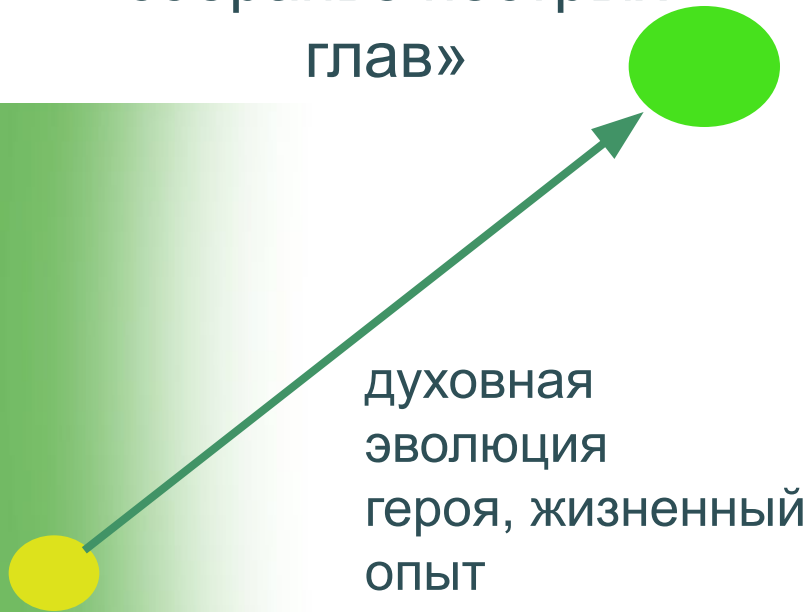 глав»
духовная
эволюция
героя, жизненный
опыт